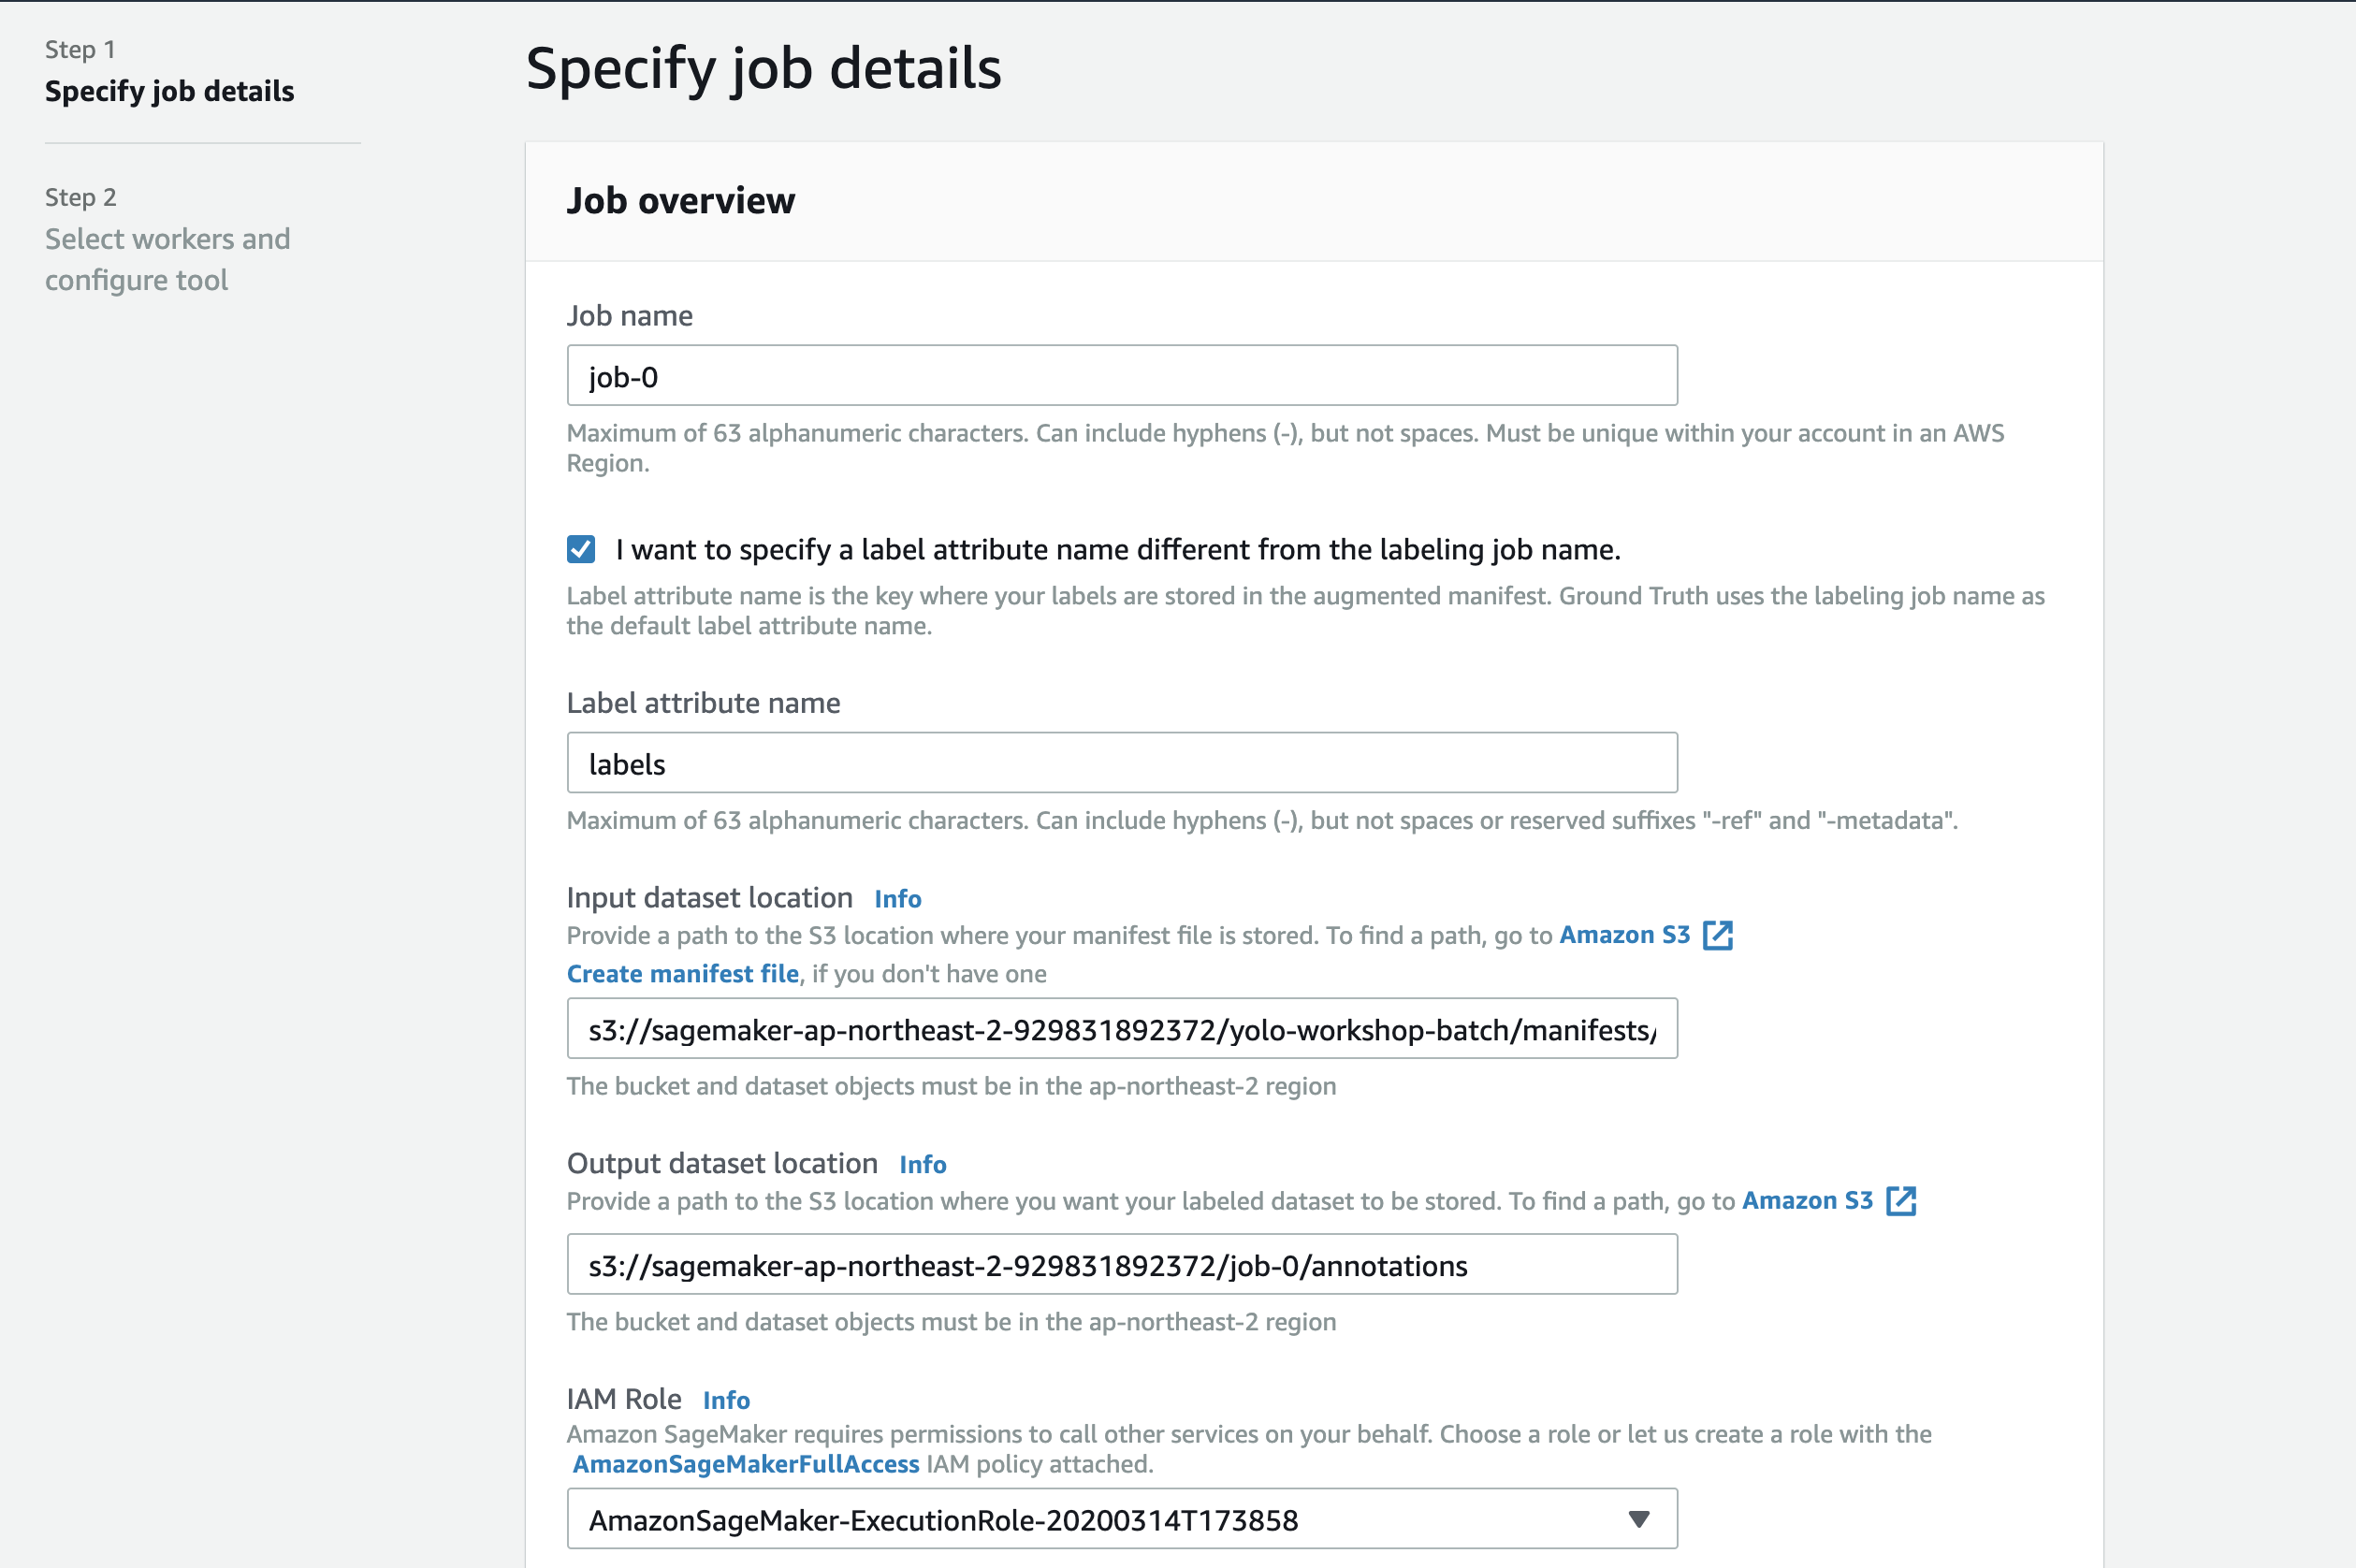 Step 1
Specify job details
Step 2
Select workers and
configure tool
Specify job details
Job overview
Job name
job-0
Maximum of 63 alphanumeric characters. Can include hyphens (-), but not spaces. Must be unique within your account in an AWS
Region.
I want to specify a label attribute name different from the labeling job name.
Label attribute name is the key where your labels are stored in the augmented manifest. Ground Truth uses the labeling job name as
the default label attribute name.
Label attribute name
labels
Maximum of 63 alphanumeric characters. Can include hyphens (-), but not spaces or reserved suffixes "-ref" and "-metadata".
Input dataset location Info
Provide a path to the S3 location where your manifest file is stored. To find a path, go to Amazon S3
Create manifest file, if you don't have one
s3://sagemaker-ap-northeast-2-929831892372/yolo-workshop-batch/manifests/
The bucket and dataset objects must be in the ap-northeast-2 region
Output dataset location Info
Provide a path to the S3 location where you want your labeled dataset to be stored. To find a path, go to Amazon S3
s3://sagemaker-ap-northeast-2-929831892372/job-0/annotations
The bucket and dataset objects must be in the ap-northeast-2 region
IAM Role Info
Amazon SageMaker requires permissions to call other services on your behalf. Choose a role or let us create a role with the
AmazonSageMakerFullAccess IAM policy attached.
AmazonSageMaker-ExecutionRole-20200314T173858